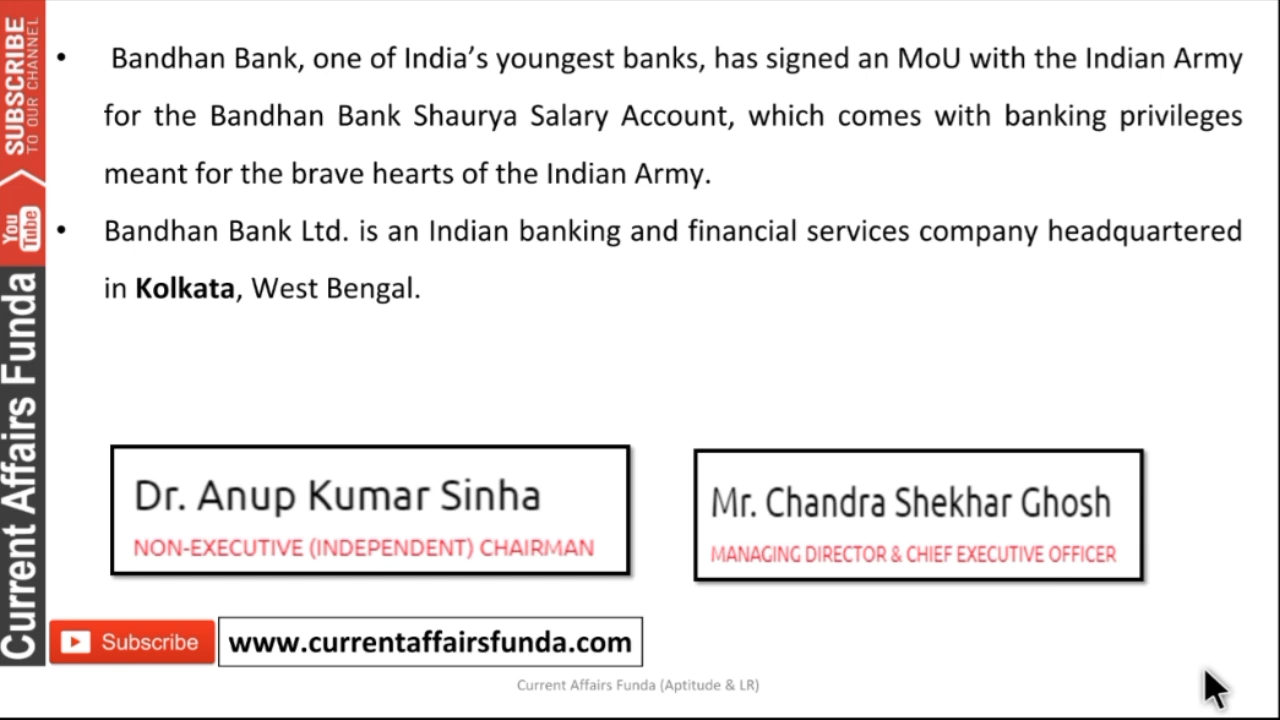 SUBSCRIBE
TO OUR CHANNEL
You
Tube
Current Affairs Funda
• Bandhan Bank, one of India’s youngest banks, has signed an MoU with the Indian Army
for the Bandhan Bank Shaurya Salary Account, which comes with banking privileges
meant for the brave hearts of the Indian Army.
• Bandhan Bank Ltd. is an Indian banking and financial services company headquartered
in Kolkata, West Bengal.
Dr. Anup Kumar Sinha
NON-EXECUTIVE (INDEPENDENT) CHAIRMAN
Mr. Chandra Shekhar Ghosh
MANAGING DIRECTOR & CHIEF EXECUTIVE OFFICER
Subscribe
www.currentaffairsfunda.com
Current Affairs Funda (Aptitude & LR)